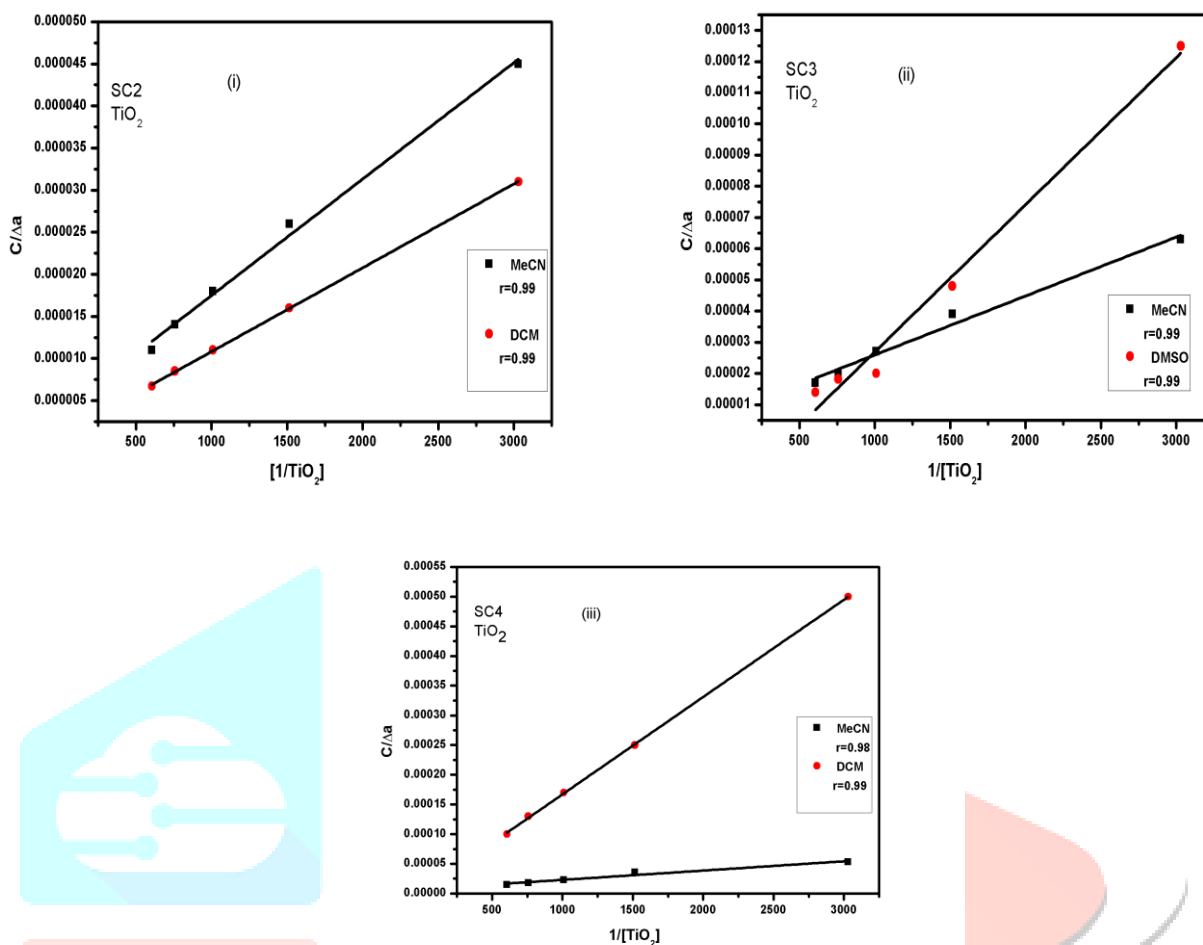 (i)
SC2
TiO2
0.000050
0.000045
0.000040
0.000035
0.000030
0.000025
0.000020
0.000015
0.000010
0.000005
C/Δa
MeCN
r=0.99
DCM
r=0.99
500 1000 1500 2000 2500 3000
[1/TiO2]
(ii)
SC3
TiO2
0.00013
0.00012
0.00011
0.00010
0.00009
0.00008
0.00007
0.00006
0.00005
0.00004
0.00003
0.00002
0.00001
C/Δa
MeCN
r=0.99
DMSO
r=0.99
500 1000 1500 2000 2500 3000
1/[TiO2]
(iii)
SC4
TiO2
0.00055
0.00050
0.00045
0.00040
0.00035
0.00030
0.00025
0.00020
0.00015
0.00010
0.00005
0.00000
C/Δa
MeCN
r=0.98
DCM
r=0.99
500 1000 1500 2000 2500 3000
1/[TiO2]